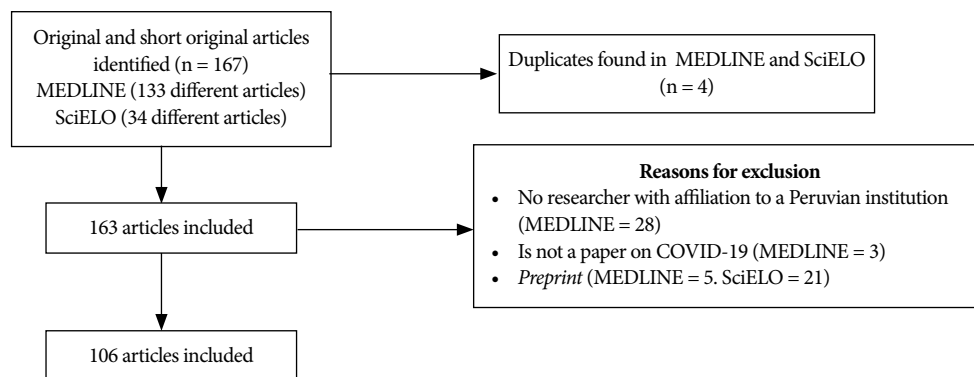 Original and short original articles
identified (n = 167)
MEDLINE (133 different articles)
SciELO (34 different articles)
Duplicates found in MEDLINE and SciELO
(n = 4)
163 articles included
Reasons for exclusion
• No researcher with affiliation to a Peruvian institution
(MEDLINE = 28)
• Is not a paper on COVID-19 (MEDLINE = 3)
• Preprint (MEDLINE = 5. SciELO = 21)
106 articles included